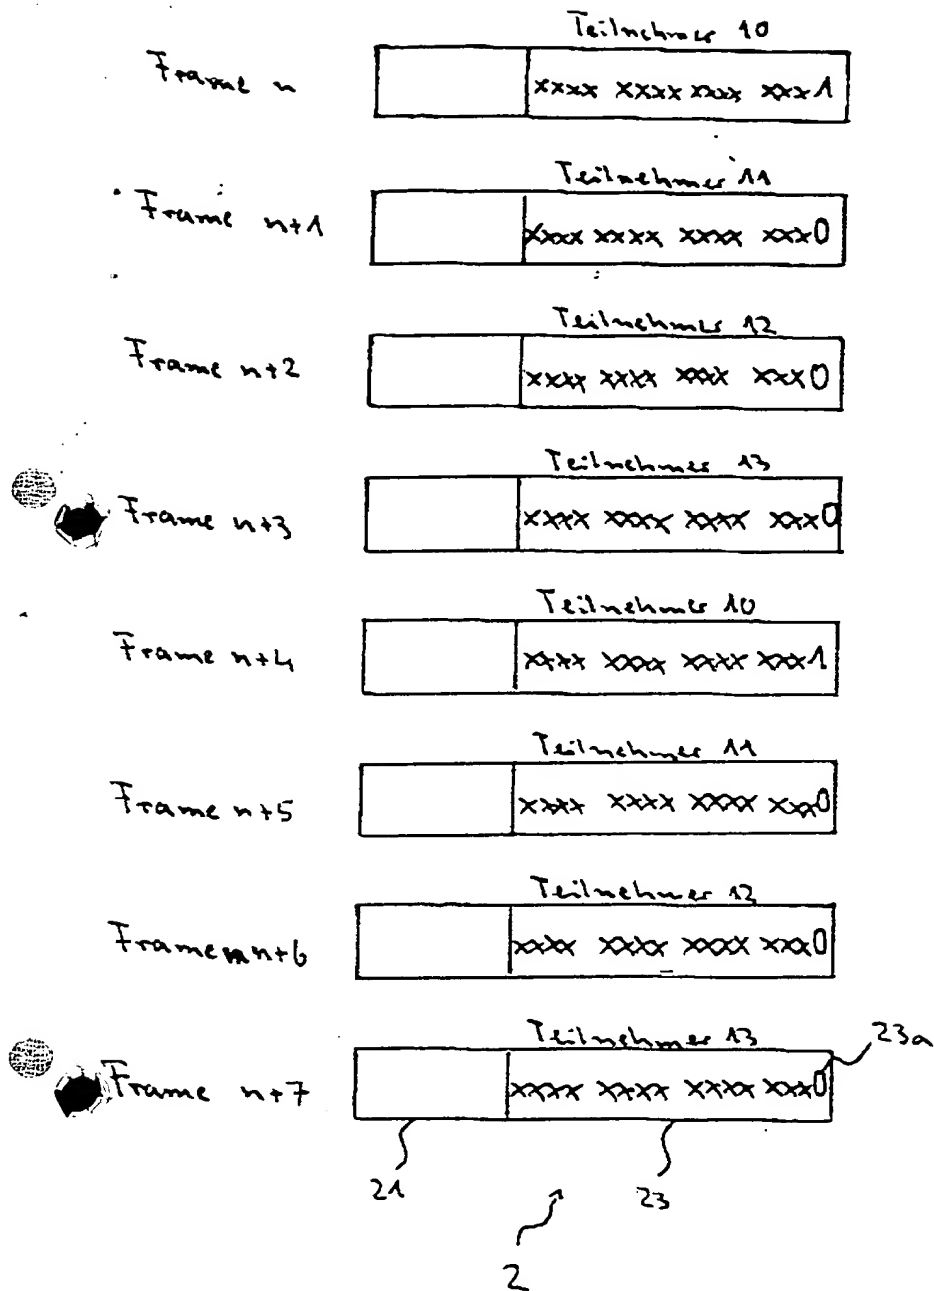 Teilnehmer 10
Frame n
xxxx xxxx xxxx xxx1
Teilnehmer 11
Frame n+1
xxxx xxxx xxxx xxx0
Teilnehmer 12
Frame n+2
xxxx xxxx xxxx xxx0
Teilnehmer 13
Frame n+3
xxxx xxxx xxxx xxx0
Teilnehmer 10
Frame n+4
xxxx xxxx xxxx xxx1
Teilnehmer 11
Frame n+5
xxxx xxxx xxxx xxx0
Teilnehmer 12
Frame n+6
xxxx xxxx xxxx xxx0
Teilnehmer 13
23a
Frame n+7
xxxx xxxx xxxx xxx0
21
23
2